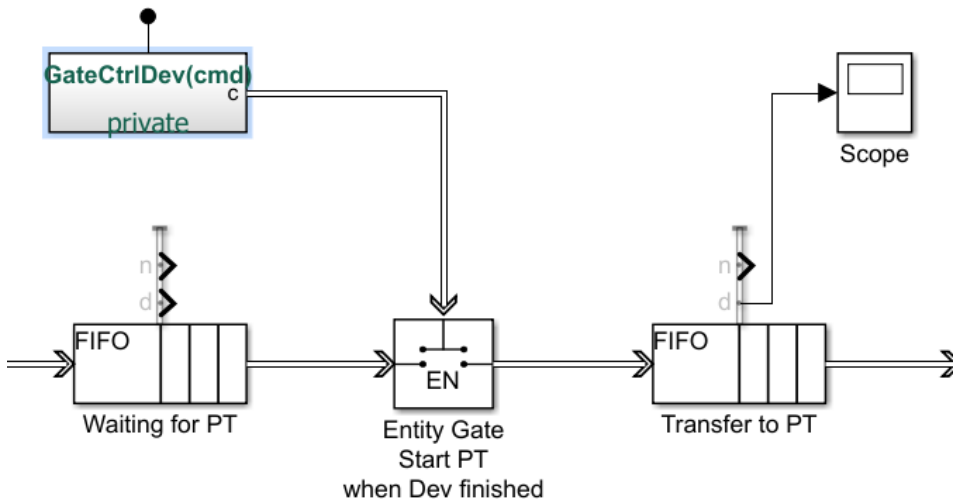 GateCtrlDev(cmd)
c
private
Scope
n
d
n
d
FIFO
EN
FIFO
Waiting for PT
Entity Gate
Start PT
when Dev finished
Transfer to PT